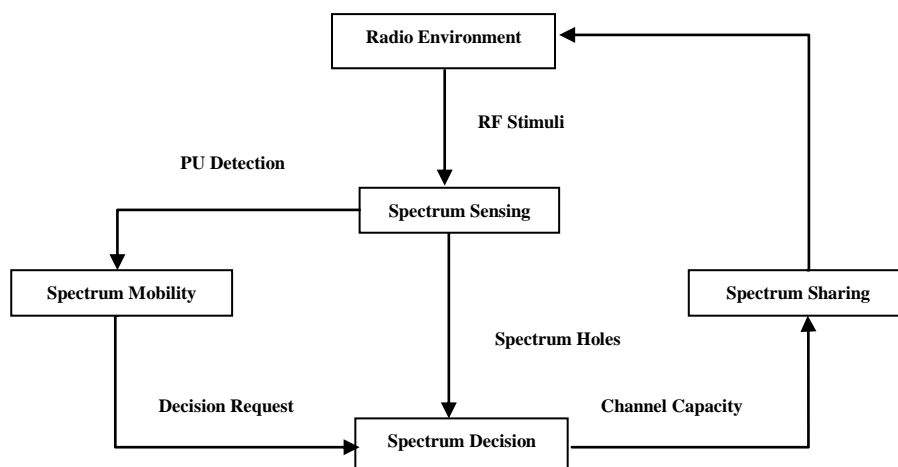 Radio Environment
RF Stimuli
PU Detection
Spectrum Sensing
Spectrum Mobility
Spectrum Sharing
Spectrum Holes
Decision Request
Channel Capacity
Spectrum Decision